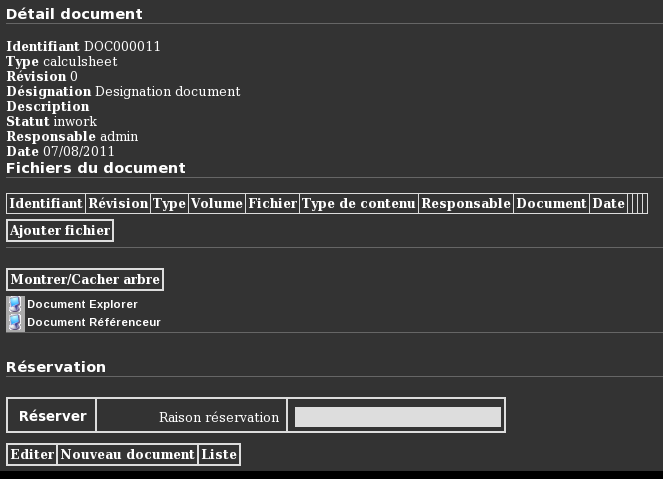 Détail document
Identifiant DOC000011
Type calculsheet
Révision 0
Désignation Designation document
Description
Statut inwork
Responsable admin
Date 07/08/2011
Fichiers du document
Identifiant Révision Type Volume Fichier Type de contenu Responsable Document Date
Ajouter fichier
Montrer/Cacher arbre
Document Explorer
Document Référenceur
Réservation
Réserver Raison réservation
Editer Nouveau document Liste